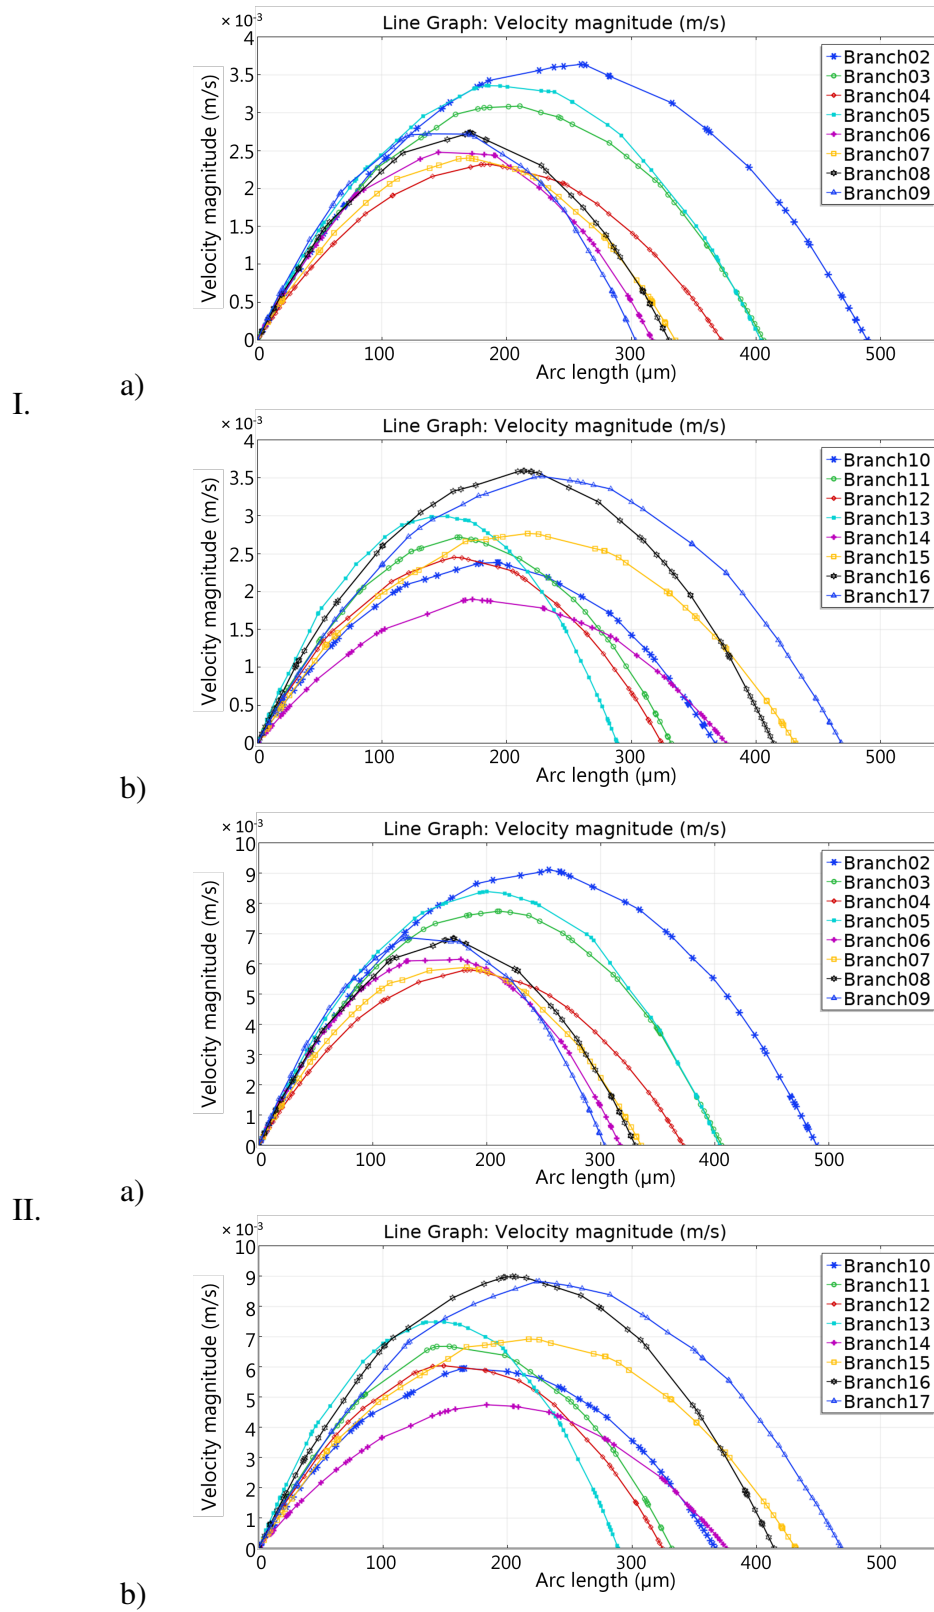 × 10-3
Line Graph: Velocity magnitude (m/s)
4
3.5
3
2.5
2
1.5
1
0.5
0
Velocity magnitude (m/s)
Branch02
Branch03
Branch04
Branch05
Branch06
Branch07
Branch08
Branch09
0 100 200 300 400 500
Arc length (µm)
a)
I.
× 10-3
Line Graph: Velocity magnitude (m/s)
4
3.5
3
2.5
2
1.5
1
0.5
0
Velocity magnitude (m/s)
Branch10
Branch11
Branch12
Branch13
Branch14
Branch15
Branch16
Branch17
0 100 200 300 400 500
Arc length (µm)
b)
× 10-3
Line Graph: Velocity magnitude (m/s)
10
9
8
7
6
5
4
3
2
1
0
Velocity magnitude (m/s)
Branch02
Branch03
Branch04
Branch05
Branch06
Branch07
Branch08
Branch09
0 100 200 300 400 500
Arc length (µm)
a)
II.
× 10-3
Line Graph: Velocity magnitude (m/s)
10
9
8
7
6
5
4
3
2
1
0
Velocity magnitude (m/s)
Branch10
Branch11
Branch12
Branch13
Branch14
Branch15
Branch16
Branch17
0 100 200 300 400 500
Arc length (µm)
b)